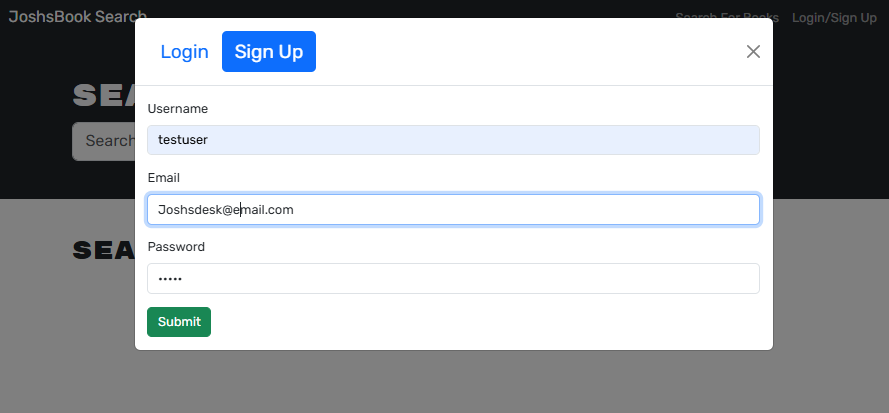 JoshsBook Search
Search For Books
Login/Sign Up
Login
Sign Up
SEA
Search
Username
testuser
Email
Joshsdesk@email.com
Password
•••••
Submit
SEA